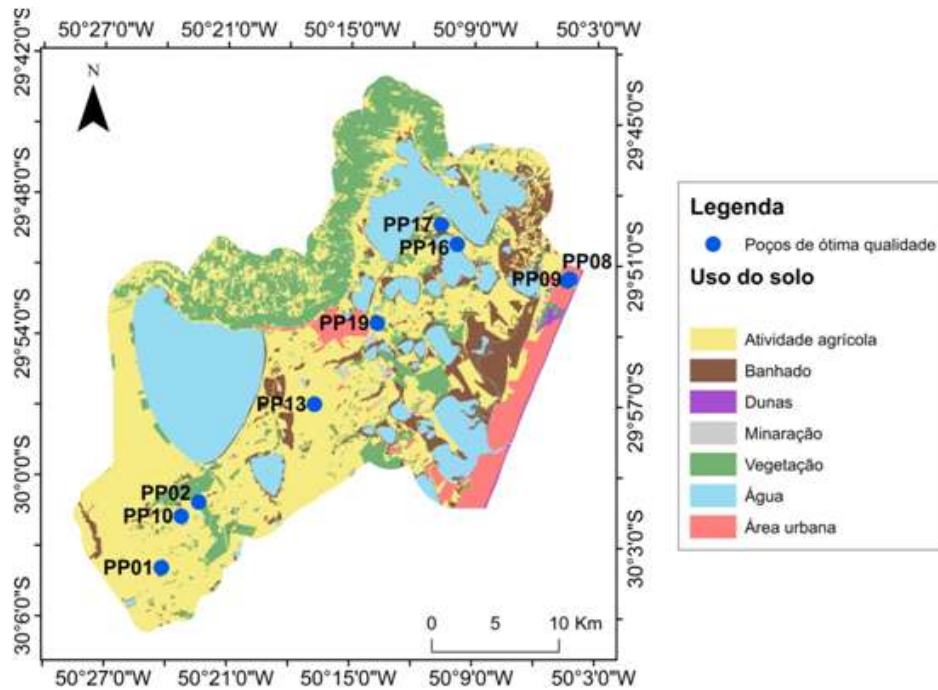 50°27'0"W 50°21'0"W 50°15'0"W 50°9'0"W 50°3'0"W
29°42'0"S
N
29°45'0"S
29°48'0"S
PP17
PP16
29°51'0"S
PP08
PP09
PP19
29°54'0"S
PP13
29°57'0"S
30°0'0"S
PP02
PP10
30°3'0"S
PP01
30°6'0"S
0 5 10 Km
50°27'0"W 50°21'0"W 50°15'0"W 50°9'0"W 50°3'0"W
Legenda
Poços de ótima qualidade
Uso do solo
Atividade agrícola
Banhado
Dunas
Minaração
Vegetação
Água
Área urbana